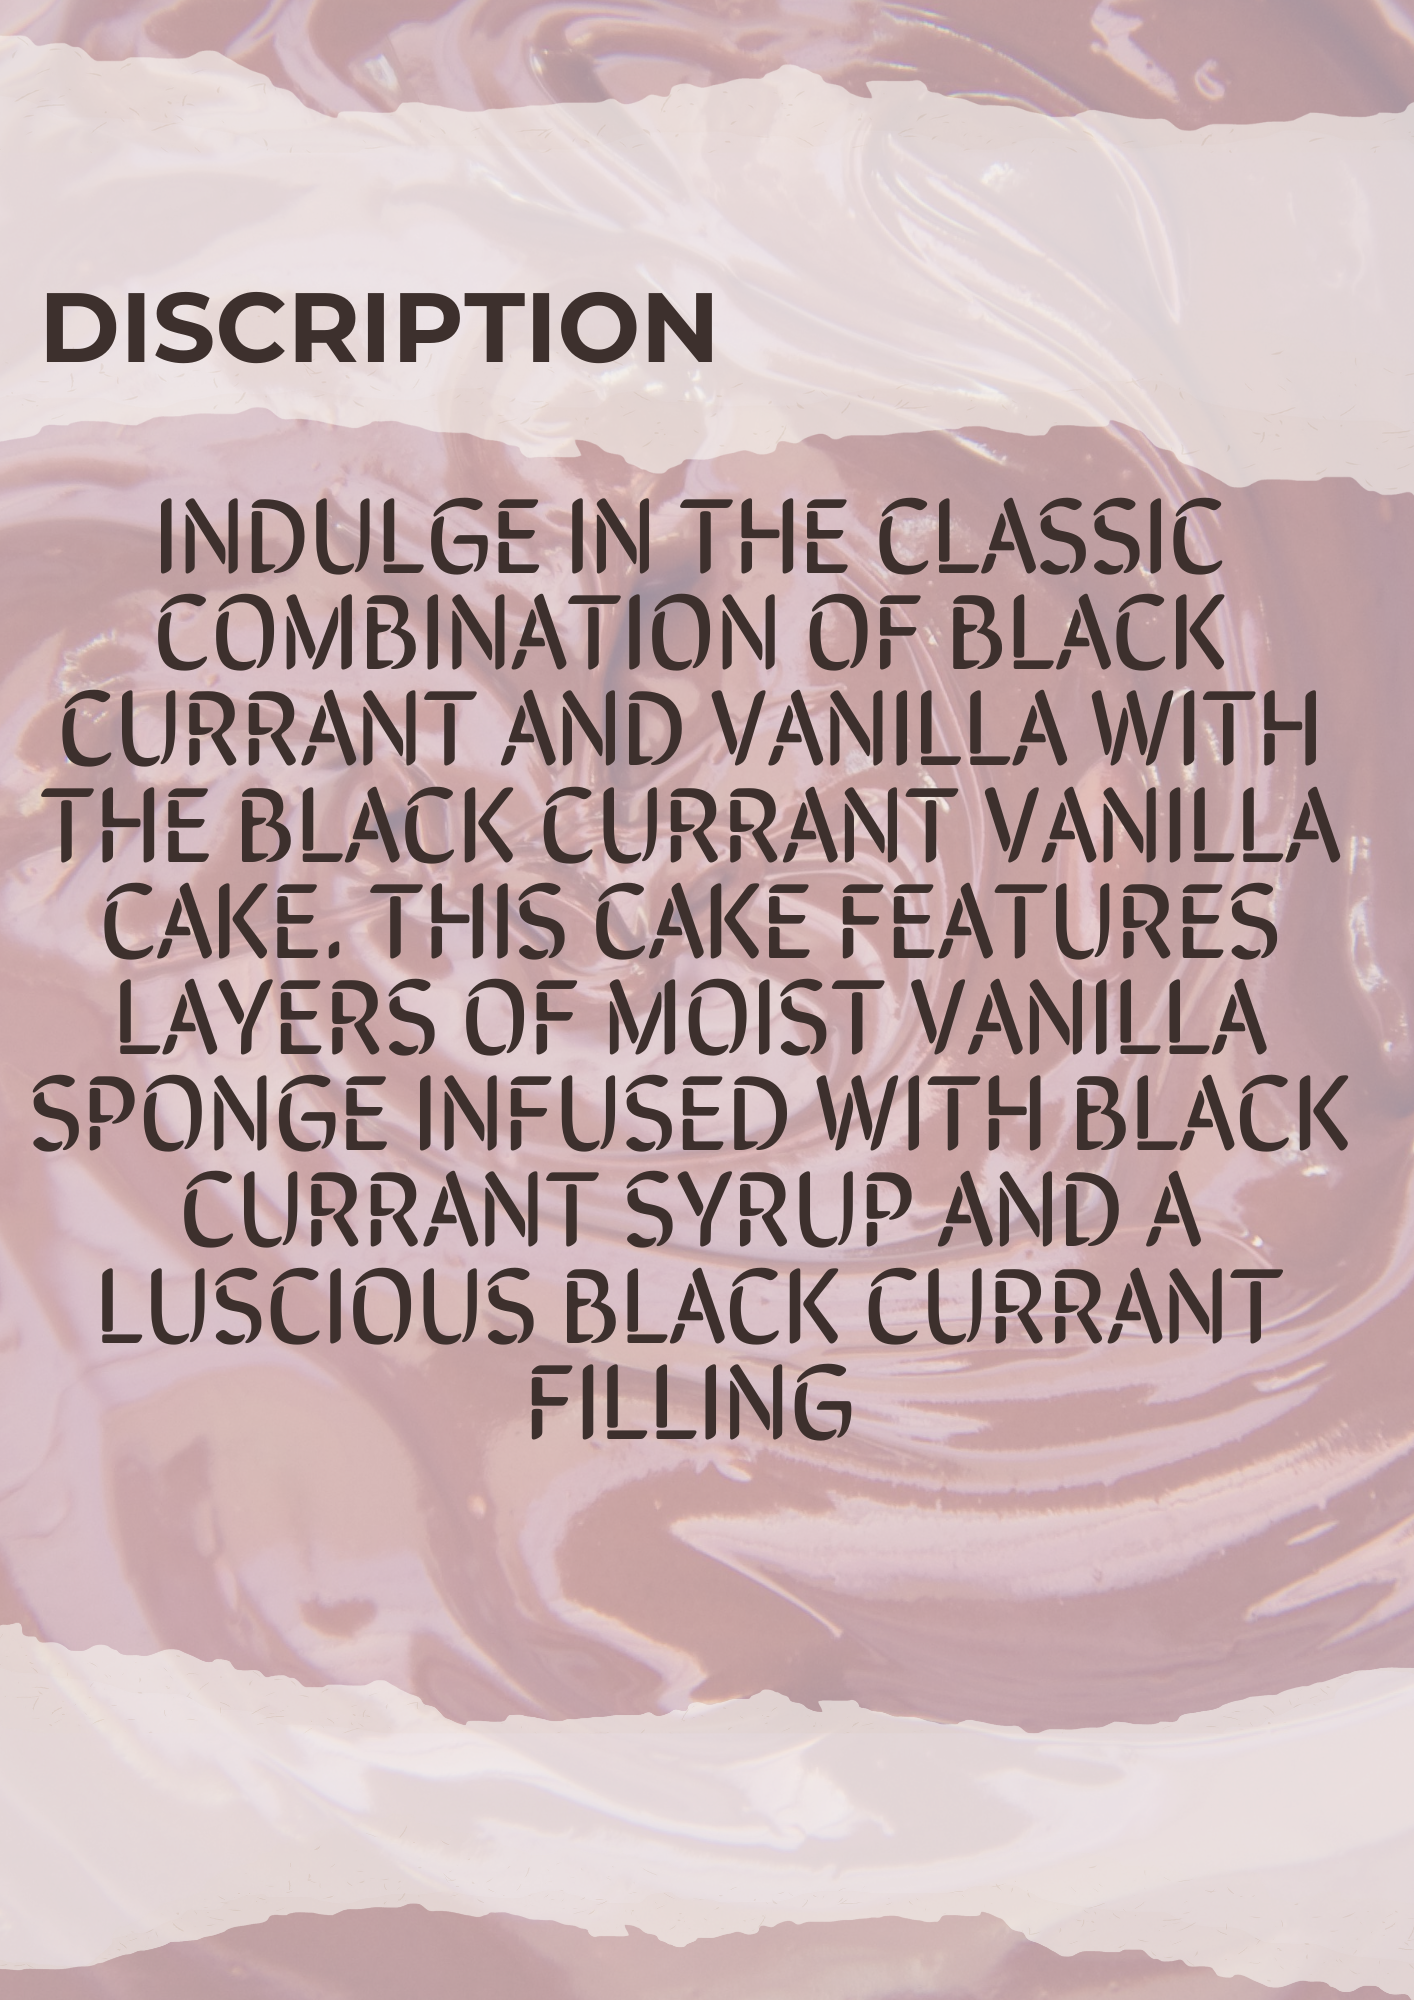 DISCRIPTION
INDULGE IN THE CLASSIC
COMBINATION OF BLACK
CURRANT AND VANILLA WITH
THE BLACK CURRANT VANILLA
CAKE. THIS CAKE FEATURES
LAYERS OF MOIST VANILLA
SPONGE INFUSED WITH BLACK
CURRANT SYRUP AND A
LUSCIOUS BLACK CURRANT
FILLING